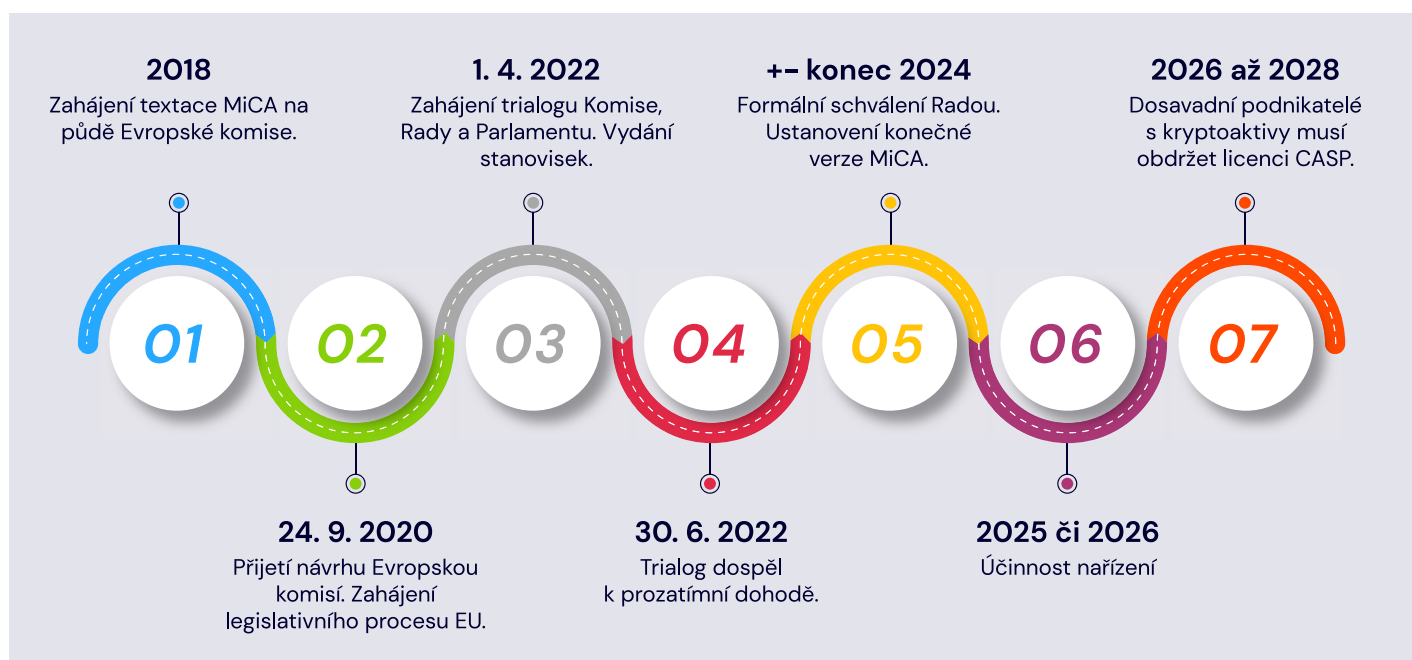 2018
Zahájení textace MiCA na
půdě Evropské komise.
1. 4. 2022
Zahájení trialogu Komise,
Rady a Parlamentu. Vydání
stanovisek.
+- konec 2024
Formální schválení Radou.
Ustanovení konečné
verze MiCA.
2026 až 2028
Dosavadní podnikatelé
s kryptoaktivy musí
obdržet licenci CASP.
01
02
03
04
05
06
07
24. 9. 2020
Přijetí návrhu Evropskou
komisí. Zahájení
legislativního procesu EU.
30. 6. 2022
Trialog dospěl
k prozatímní dohodě.
2025 či 2026
Účinnost nařízení